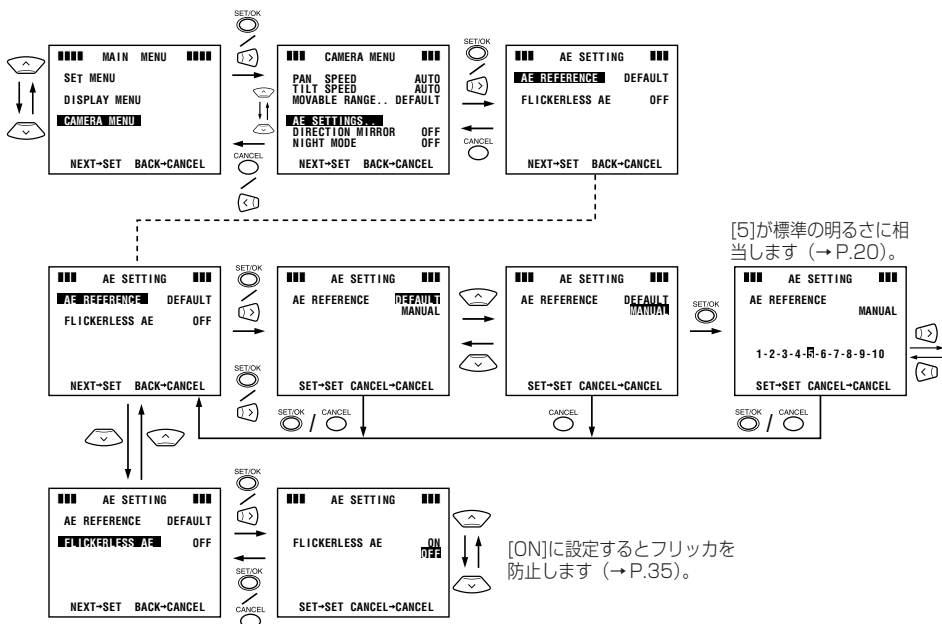 SET/OK
MAIN MENU
SET MENU
DISPLAY MENU
CAMERA MENU
NEXT→SET BACK→CANCEL
CANCEL
CAMERA MENU
PAN SPEED AUTO
TILT SPEED AUTO
MOVABLE RANGE.. DEFAULT
AE SETTINGS..
DIRECTION MIRROR OFF
NIGHT MODE OFF
NEXT→SET BACK→CANCEL
SET/OK
CANCEL
AE SETTING
AE REFERENCE DEFAULT
FLICKERLESS AE OFF
NEXT→SET BACK→CANCEL
[5]が標準の明るさに相
当します（→P.20）。
AE SETTING
AE REFERENCE DEFAULT
FLICKERLESS AE OFF
NEXT→SET BACK→CANCEL
SET/OK
SET/OK
AE SETTING
AE REFERENCE DEFAULT
MANUAL
SET→SET CANCEL→CANCEL
SET/OK / CANCEL
AE SETTING
AE REFERENCE DEFAULT
MANUAL
SET→SET CANCEL→CANCEL
CANCEL
SET/OK
AE SETTING
AE REFERENCE
MANUAL
1-2-3-4-5-6-7-8-9-10
SET→SET CANCEL→CANCEL
SET/OK / CANCEL
AE SETTING
AE REFERENCE DEFAULT
FLICKERLESS AE OFF
NEXT→SET BACK→CANCEL
SET/OK
SET/OK
CANCEL
AE SETTING
FLICKERLESS AE ON
OFF
SET→SET CANCEL→CANCEL
[ON]に設定するとフリッカを
防止します（→P.35）。